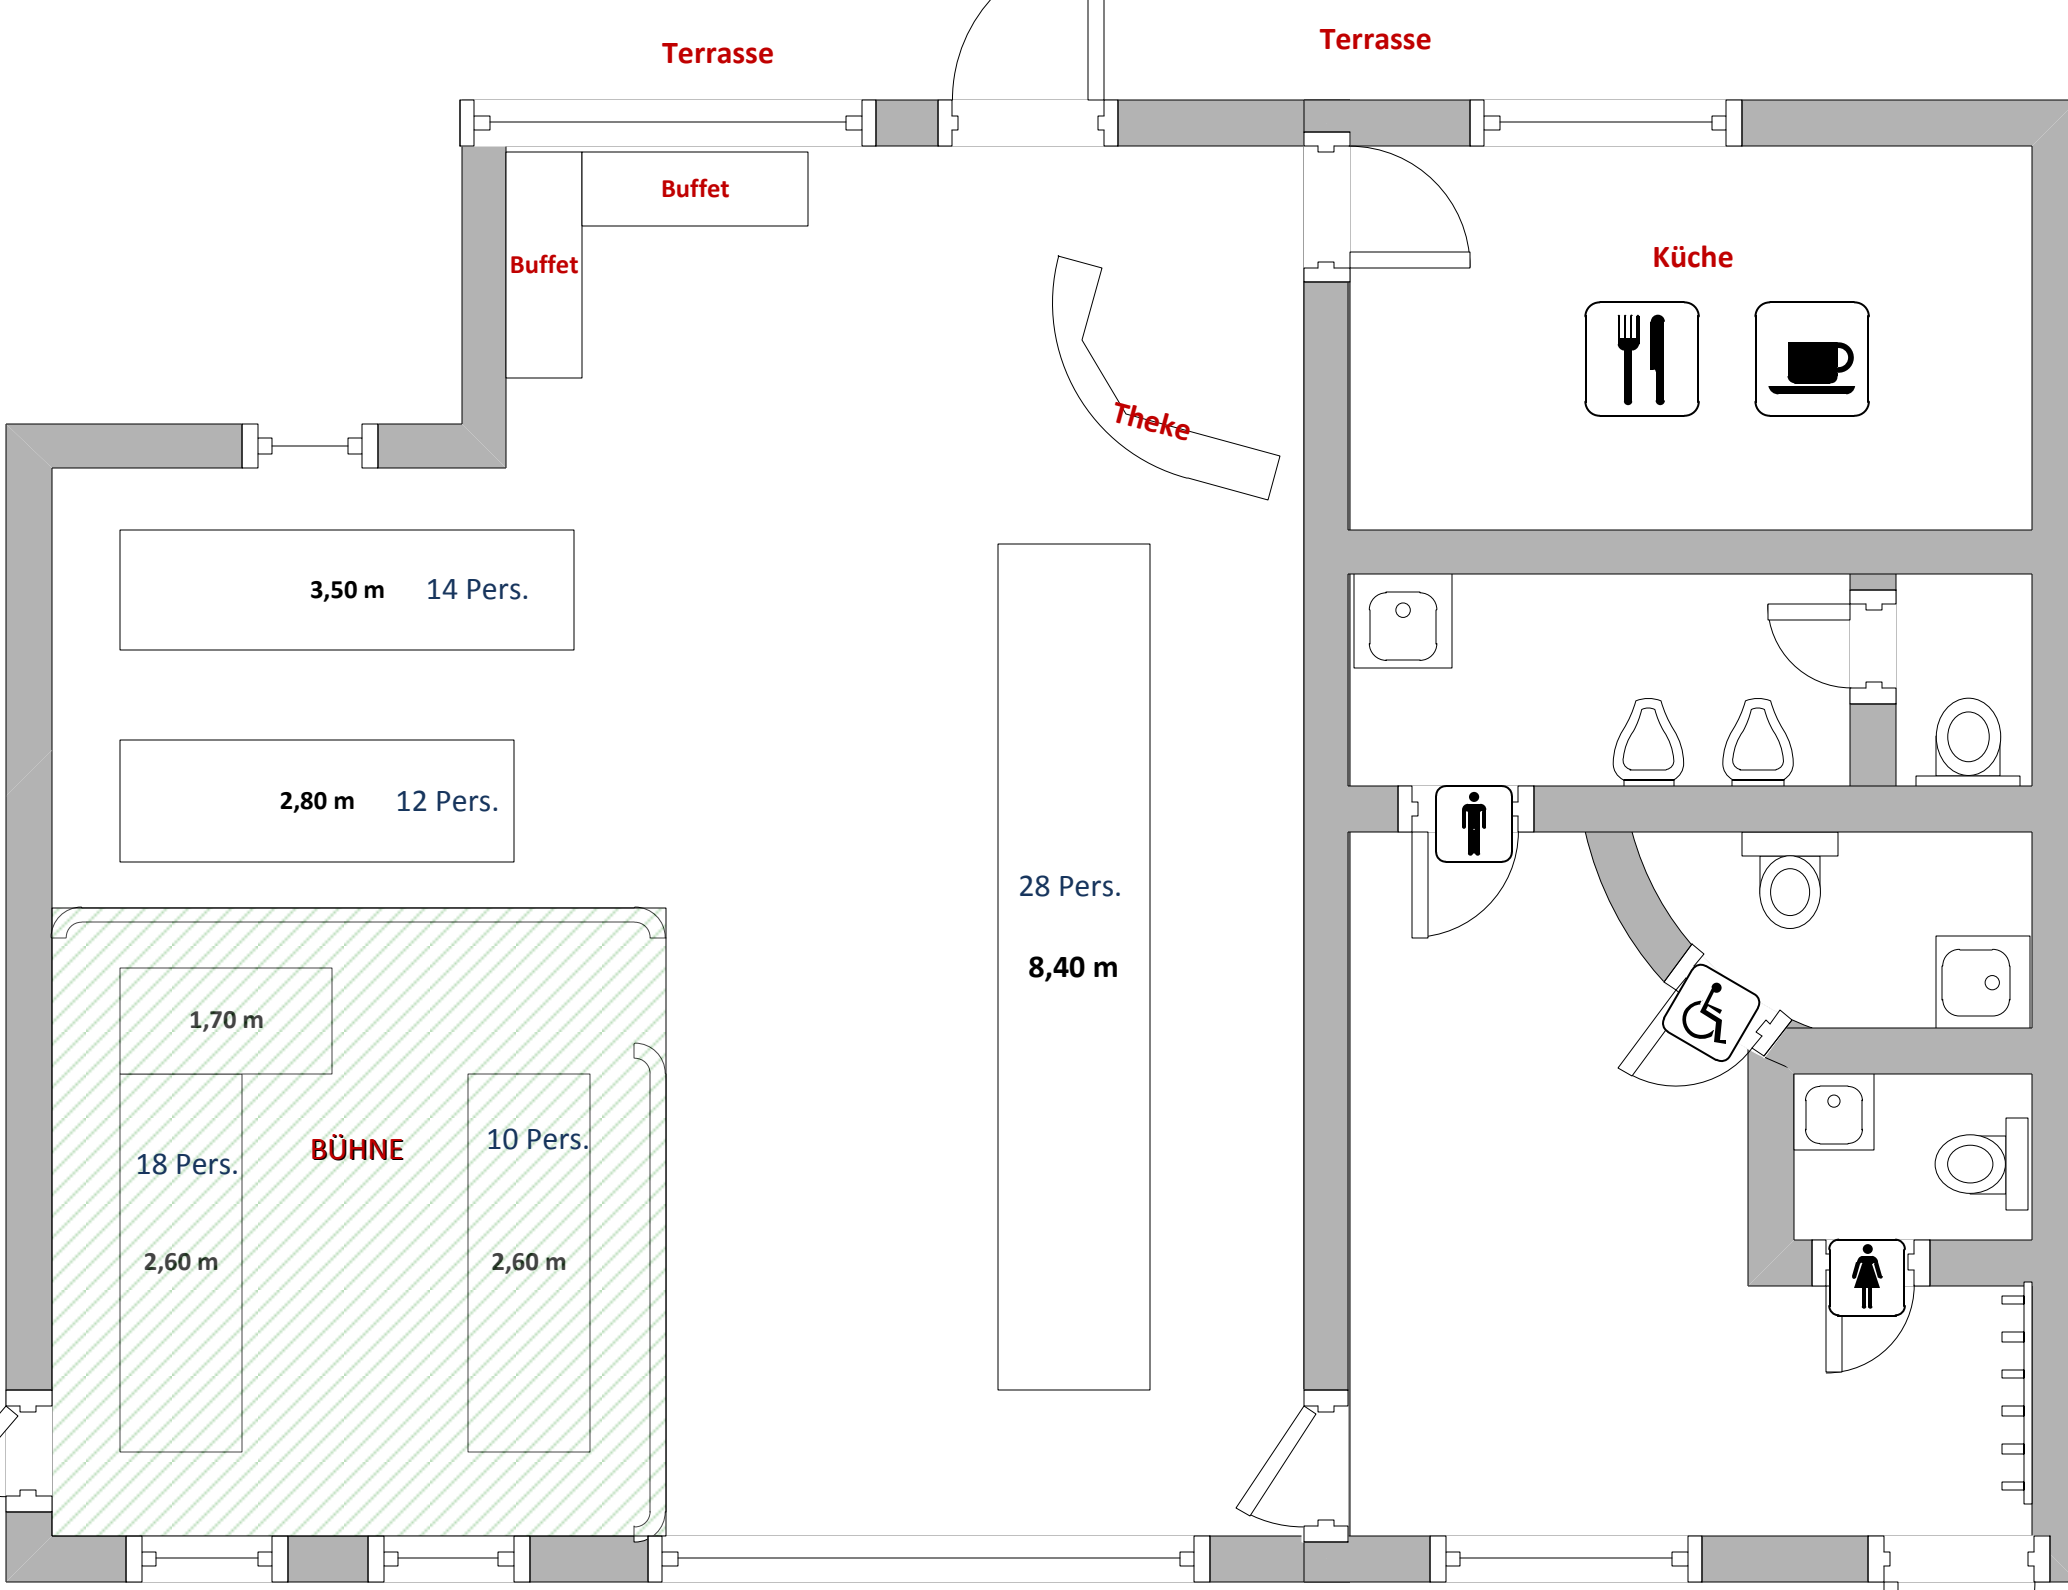 Terrasse
Terrasse
Buffet
Buffet
Küche
Theke
3,50 m 14 Pers.
2,80 m 12 Pers.
28 Pers.
8,40 m
1,70 m
18 Pers.
BÜHNE
10 Pers.
2,60 m
2,60 m